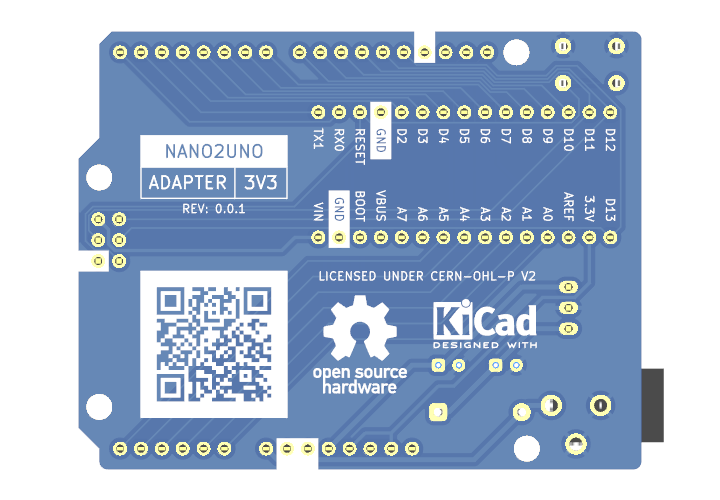 TX1 RX0 RESET GND D2 D3 D4 D5 D6 D7 D8 D9 D10 D11 D12
NANO2UNO
ADAPTER 3V3
REV: 0.0.1
VIN GND BOOT VBUS A7 A6 A5 A4 A3 A2 A1 A0 AREF 3.3V D13
LICENSED UNDER CERN-OHL-P V2
KiCad
DESIGNED WITH
open source
hardware